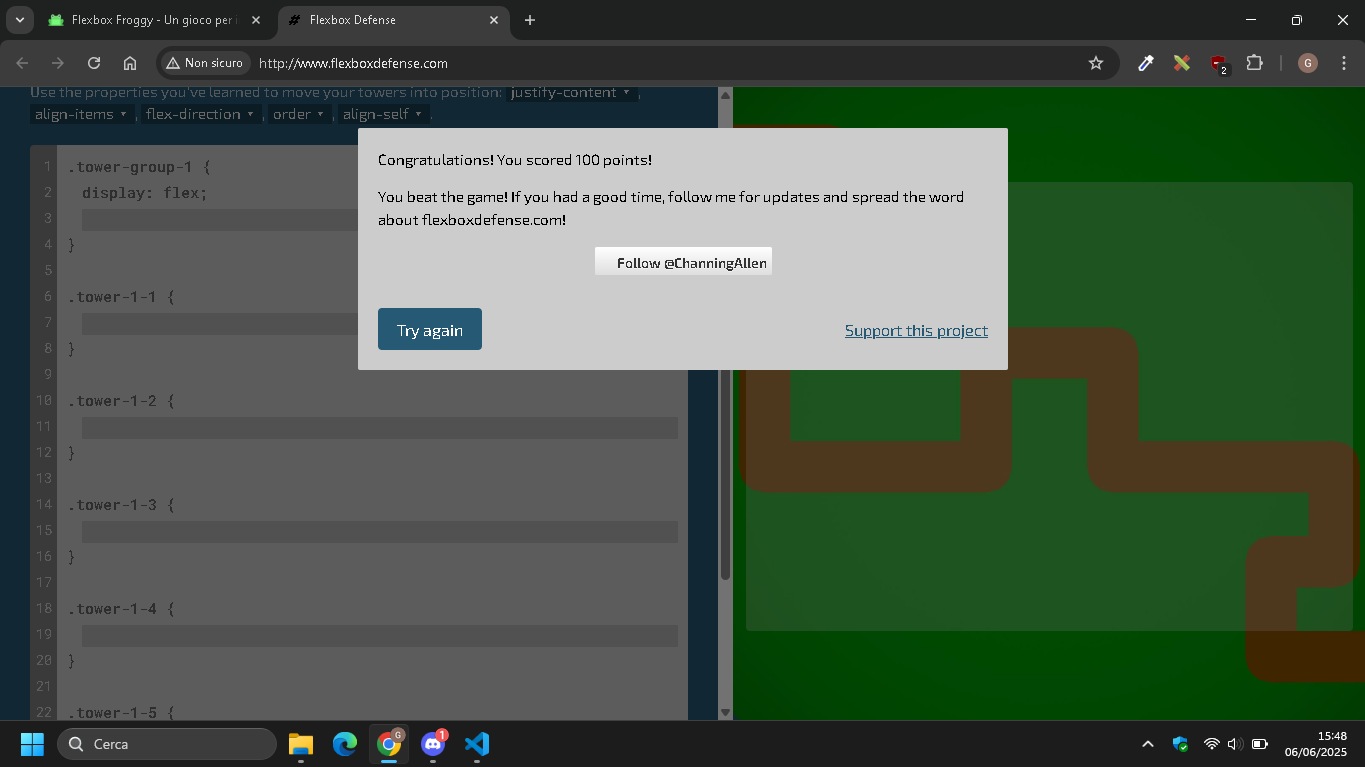 Flexbox Froggy - Un gioco per i
Flexbox Defense
Non sicuro
http://www.flexboxdefense.com
2
G
Use the properties you've learned to move your towers into position: justify-content ▾ ,
align-items ▾ , flex-direction ▾ , order ▾ , align-self ▾ .
1 .tower-group-1 {
2 display: flex;
3
4 }
5
6 .tower-1-1 {
7
8 }
9
10 .tower-1-2 {
11
12 }
13
14 .tower-1-3 {
15
16 }
17
18 .tower-1-4 {
19
20 }
21
22 .tower-1-5 {
Congratulations! You scored 100 points!
You beat the game! If you had a good time, follow me for updates and spread the word
about flexboxdefense.com!
Follow @ChanningAllen
Try again
Support this project
Cerca
G
1
15:48
06/06/2025